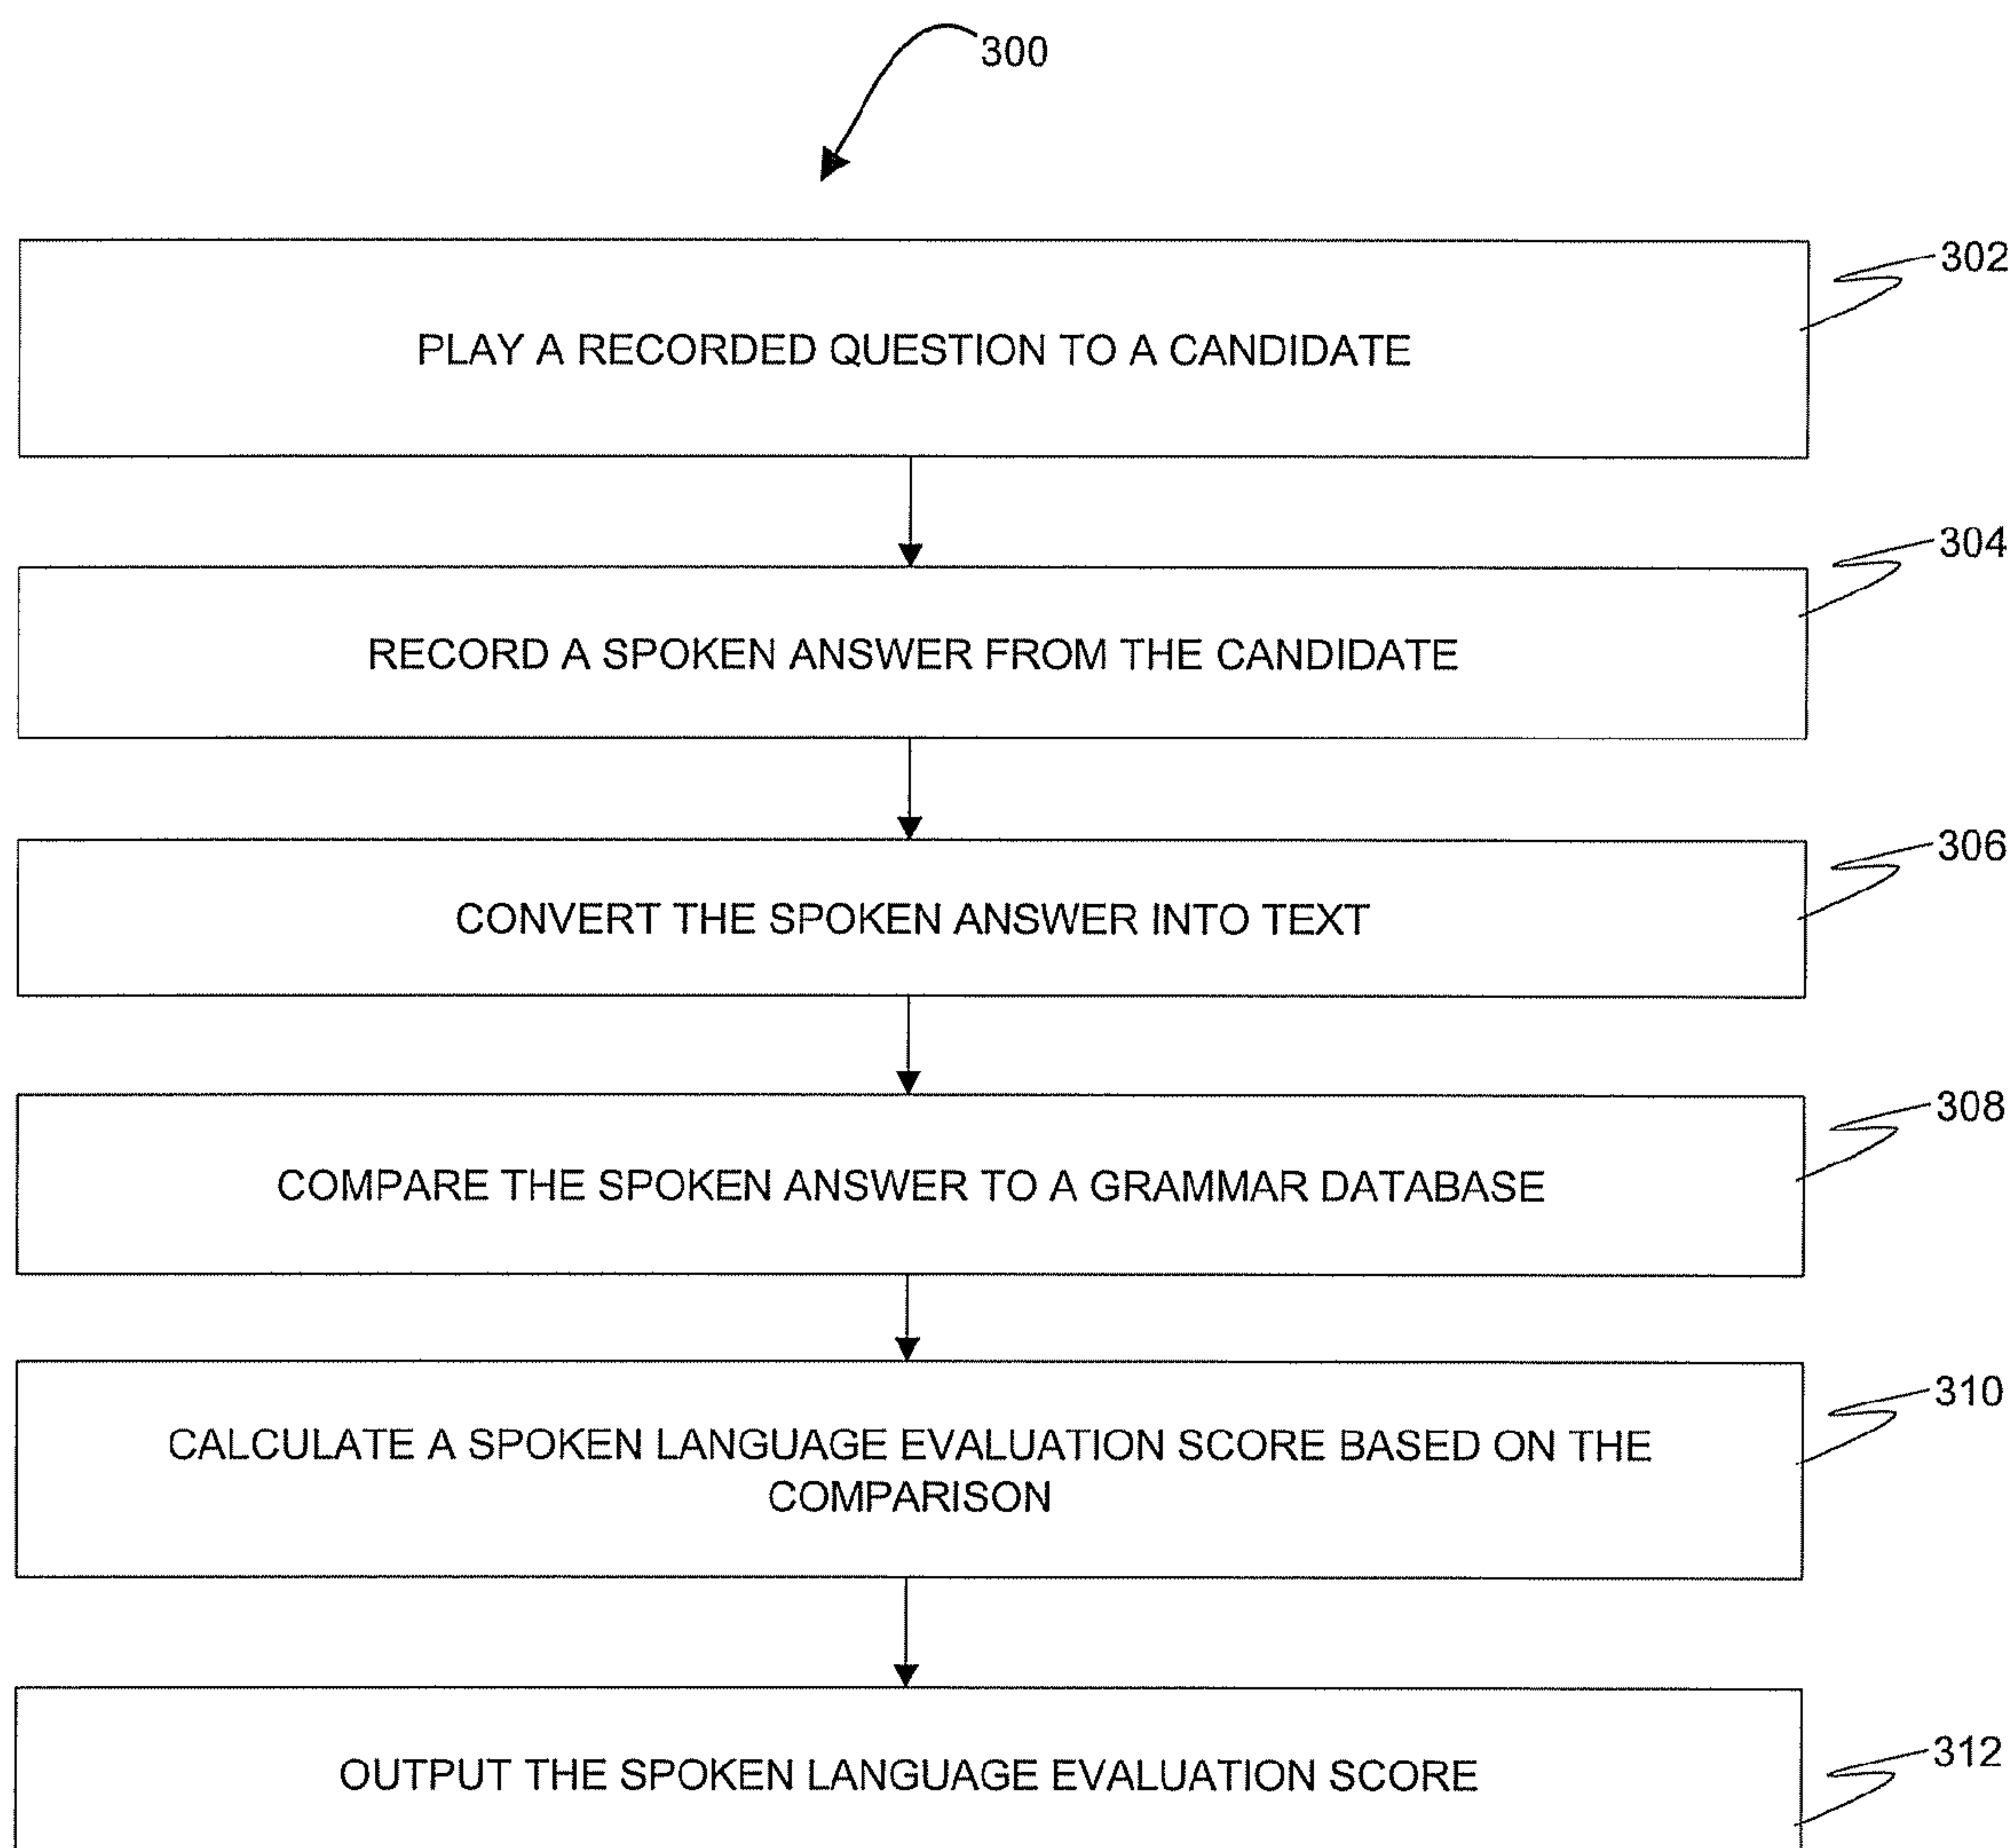 300
302
PLAY A RECORDED QUESTION TO A CANDIDATE
304
RECORD A SPOKEN ANSWER FROM THE CANDIDATE
306
CONVERT THE SPOKEN ANSWER INTO TEXT
308
COMPARE THE SPOKEN ANSWER TO A GRAMMAR DATABASE
310
CALCULATE A SPOKEN LANGUAGE EVALUATION SCORE BASED ON THE
COMPARISON
312
OUTPUT THE SPOKEN LANGUAGE EVALUATION SCORE